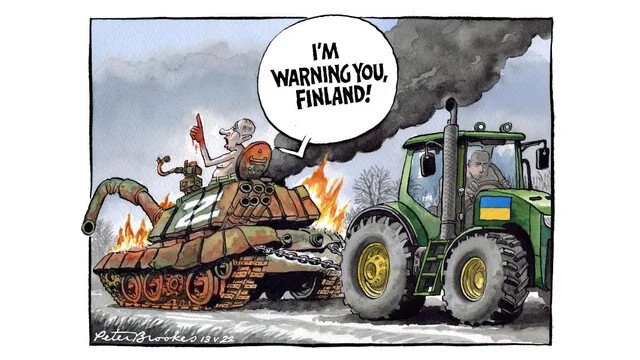 I'M
WARNING YOU,
FINLAND!
Z
Peter Brookes 13 V 22